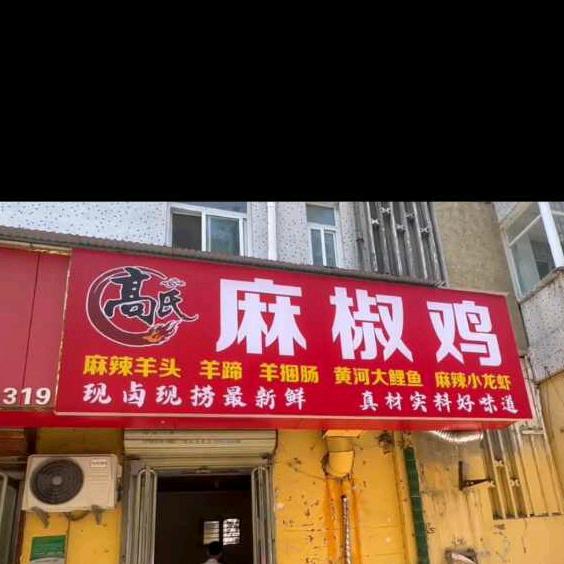 高氏
麻椒鸡
麻辣羊头 羊蹄 羊捆肠 黄河大鲤鱼 麻辣小龙虾
现卤现捞最新鲜 真材实料好味道
319